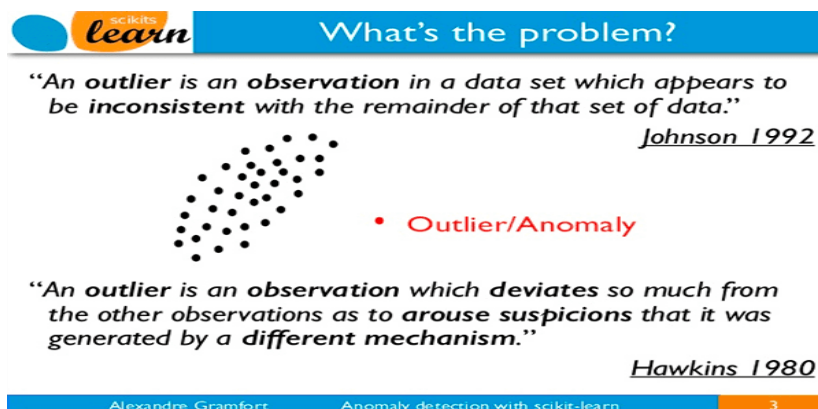 scikits
learn
What's the problem?
“An outlier is an observation in a data set which appears to
be inconsistent with the remainder of that set of data.”
Johnson 1992
Outlier/Anomaly
“An outlier is an observation which deviates so much from
the other observations as to arouse suspicions that it was
generated by a different mechanism.”
Hawkins 1980
Alexandre Gramfort Anomaly detection with scikit-learn 3